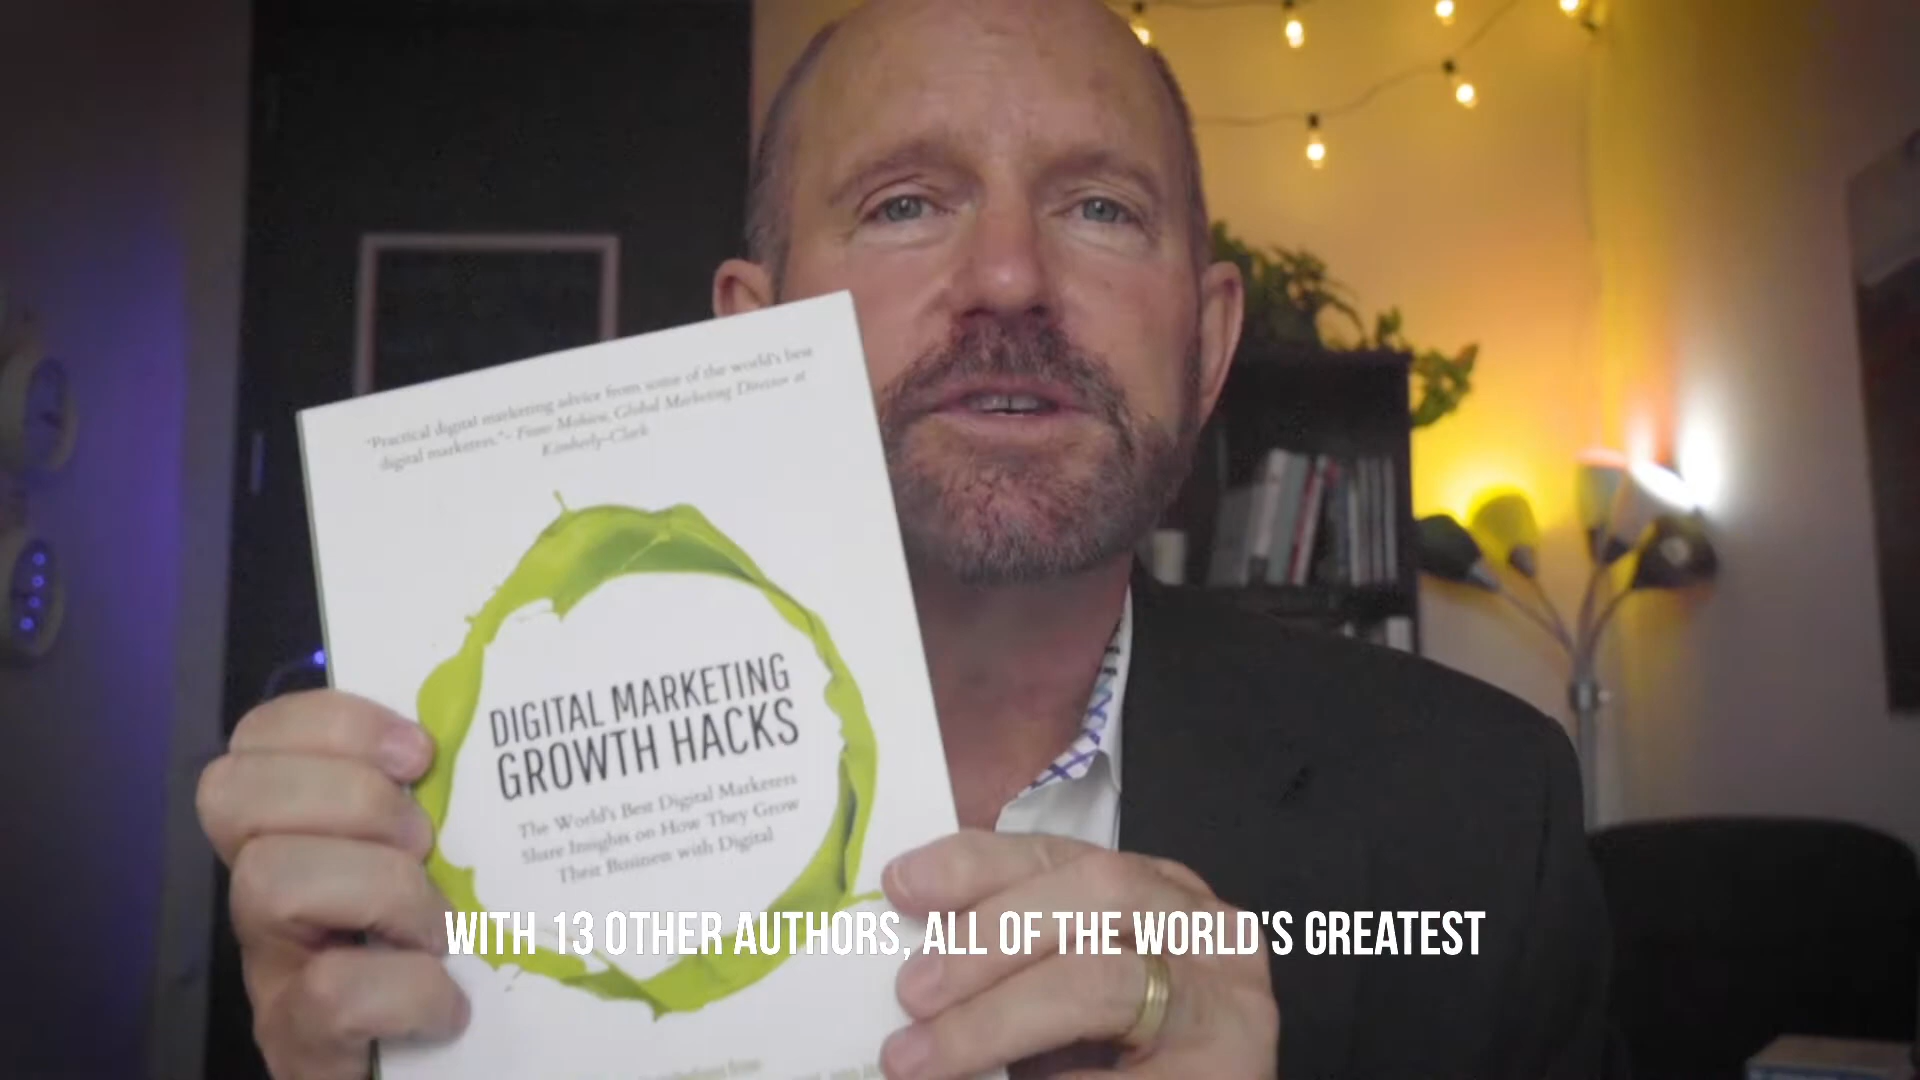 "Practical digital marketing advice from some of the world's best
digital marketers." - Frans Mahieu, Global Marketing Director at
Kimberly-Clark
DIGITAL MARKETING
GROWTH HACKS
The World's Best Digital Marketers
Share Insights on How They Grow
Their Business with Digital
WITH 13 OTHER AUTHORS, ALL OF THE WORLD'S GREATEST